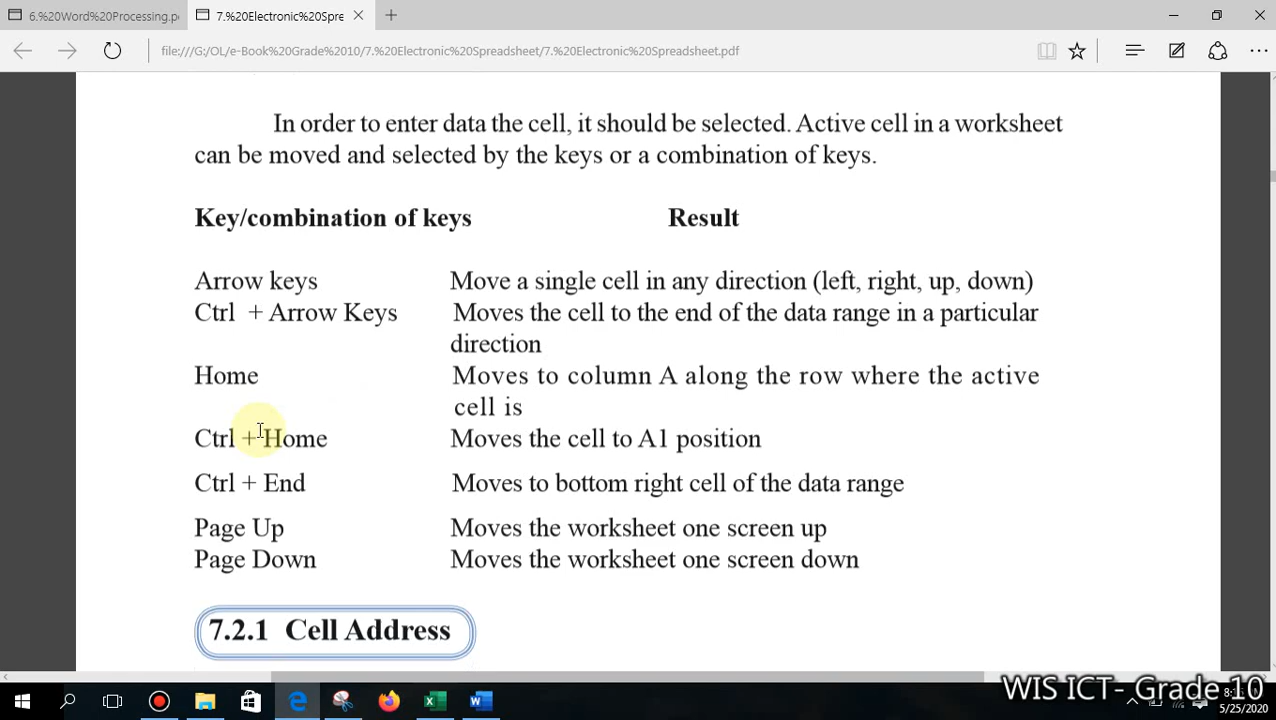 6.%20Word%20Processing.p
7.%20Electronic%20Spre
file:///G:/OL/e-Book%20Grade%2010/7.%20Electronic%20Spreadsheet/7.%20Electronic%20Spreadsheet.pdf
In order to enter data the cell, it should be selected. Active cell in a worksheet
can be moved and selected by the keys or a combination of keys.
Key/combination of keys Result
Arrow keys Move a single cell in any direction (left, right, up, down)
Ctrl + Arrow Keys Moves the cell to the end of the data range in a particular
direction
Home Moves to column A along the row where the active
cell is
Ctrl + Home Moves the cell to A1 position
Ctrl + End Moves to bottom right cell of the data range
Page Up Moves the worksheet one screen up
Page Down Moves the worksheet one screen down
7.2.1 Cell Address
WIS ICT- Grade 10
5/25/2020